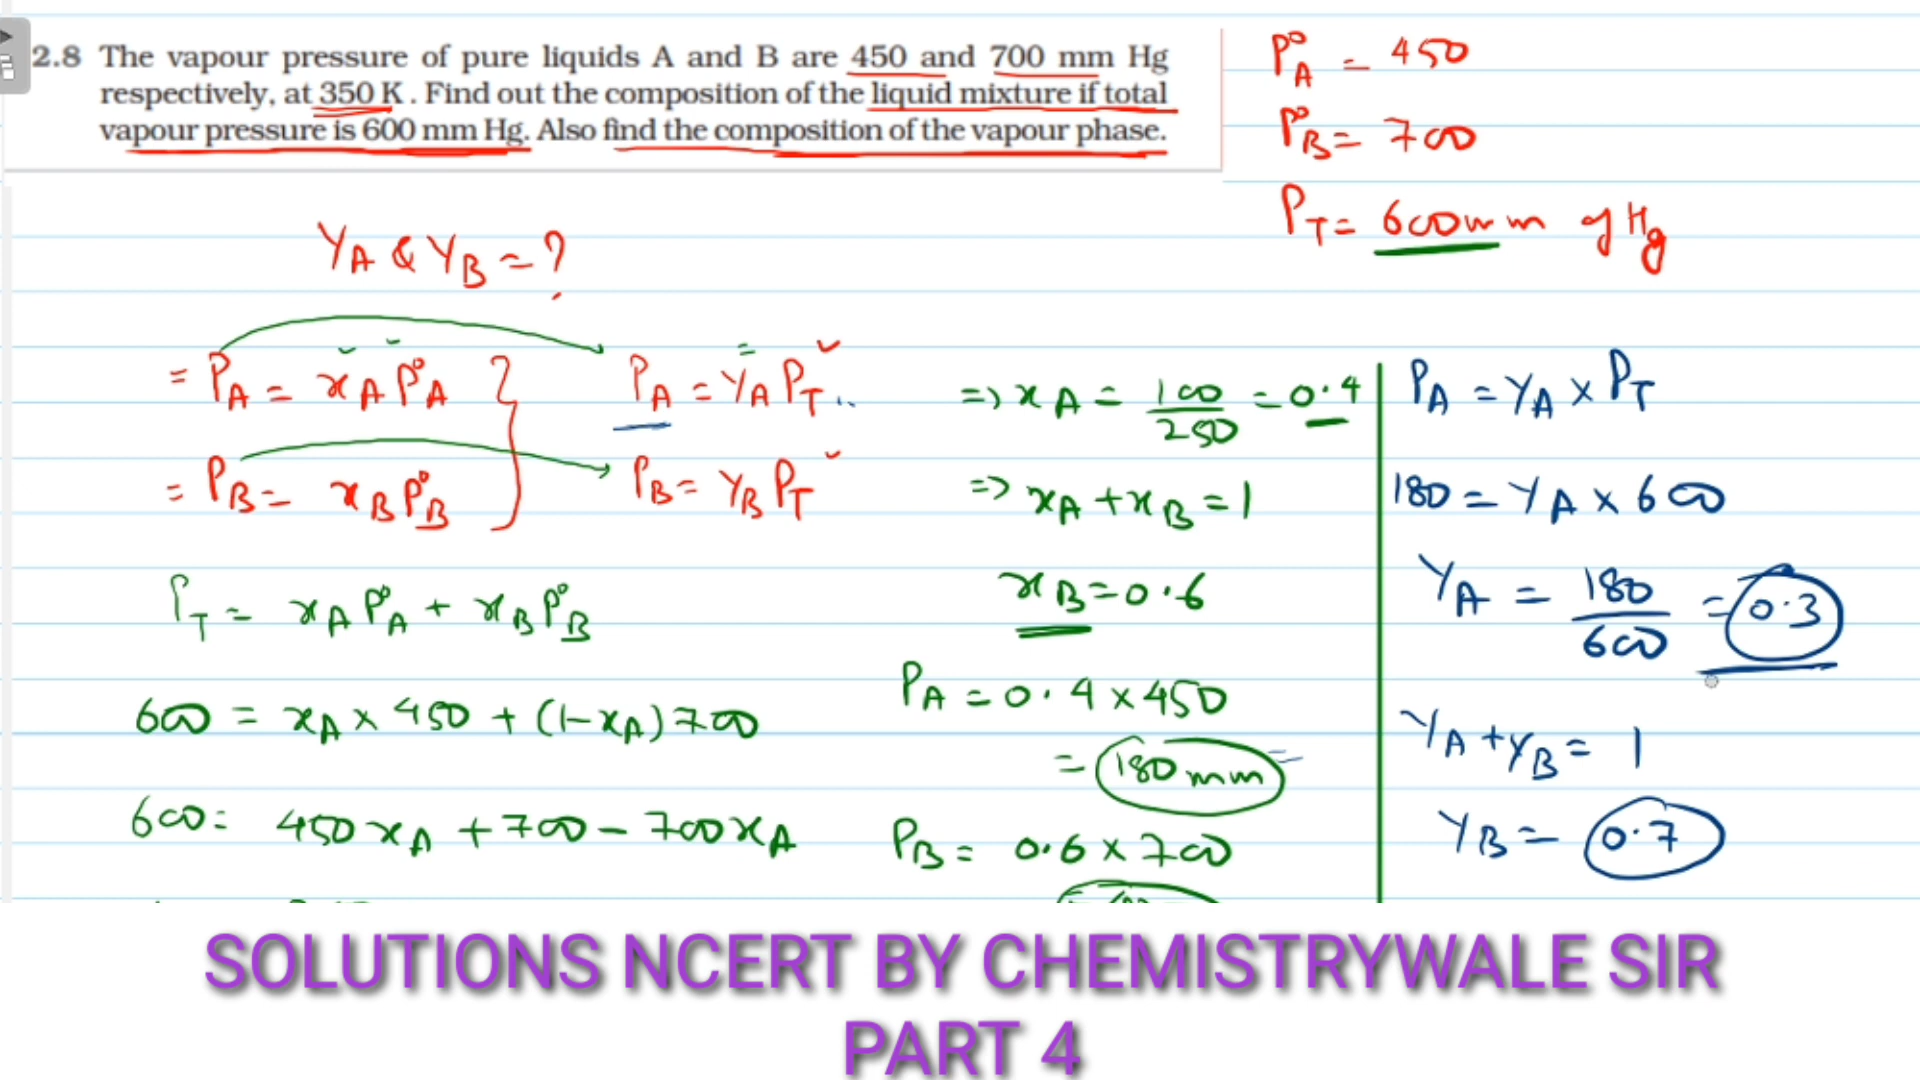 2.8 The vapour pressure of pure liquids A and B are 450 and 700 mm Hg
respectively, at 350 K . Find out the composition of the liquid mixture if total
vapour pressure is 600 mm Hg. Also find the composition of the vapour phase.
P°A = 450
P°B = 700
PT = 600mm of Hg
YA & YB = ?
= PA = xA P°A
= PB = xB P°B
PA = YA PT ..
PB = YB PT
PT = xA P°A + xB P°B
600 = xA × 450 + (1-xA)700
600 = 450xA + 700 - 700xA
=> xA = 100/250 = 0.4
=> xA + xB = 1
xB = 0.6
PA = 0.4 × 450
= 180 mm =
PB = 0.6 × 700
PA = YA × PT
180 = YA × 600
YA = 180/600 = 0.3
YA + YB = 1
YB = 0.7
SOLUTIONS NCERT BY CHEMISTRYWALE SIR
PART 4